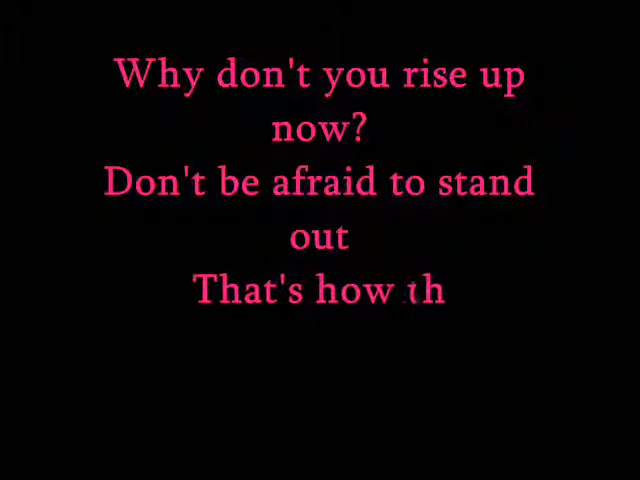 Why don't you rise up
now?
Don't be afraid to stand
out
That's how th